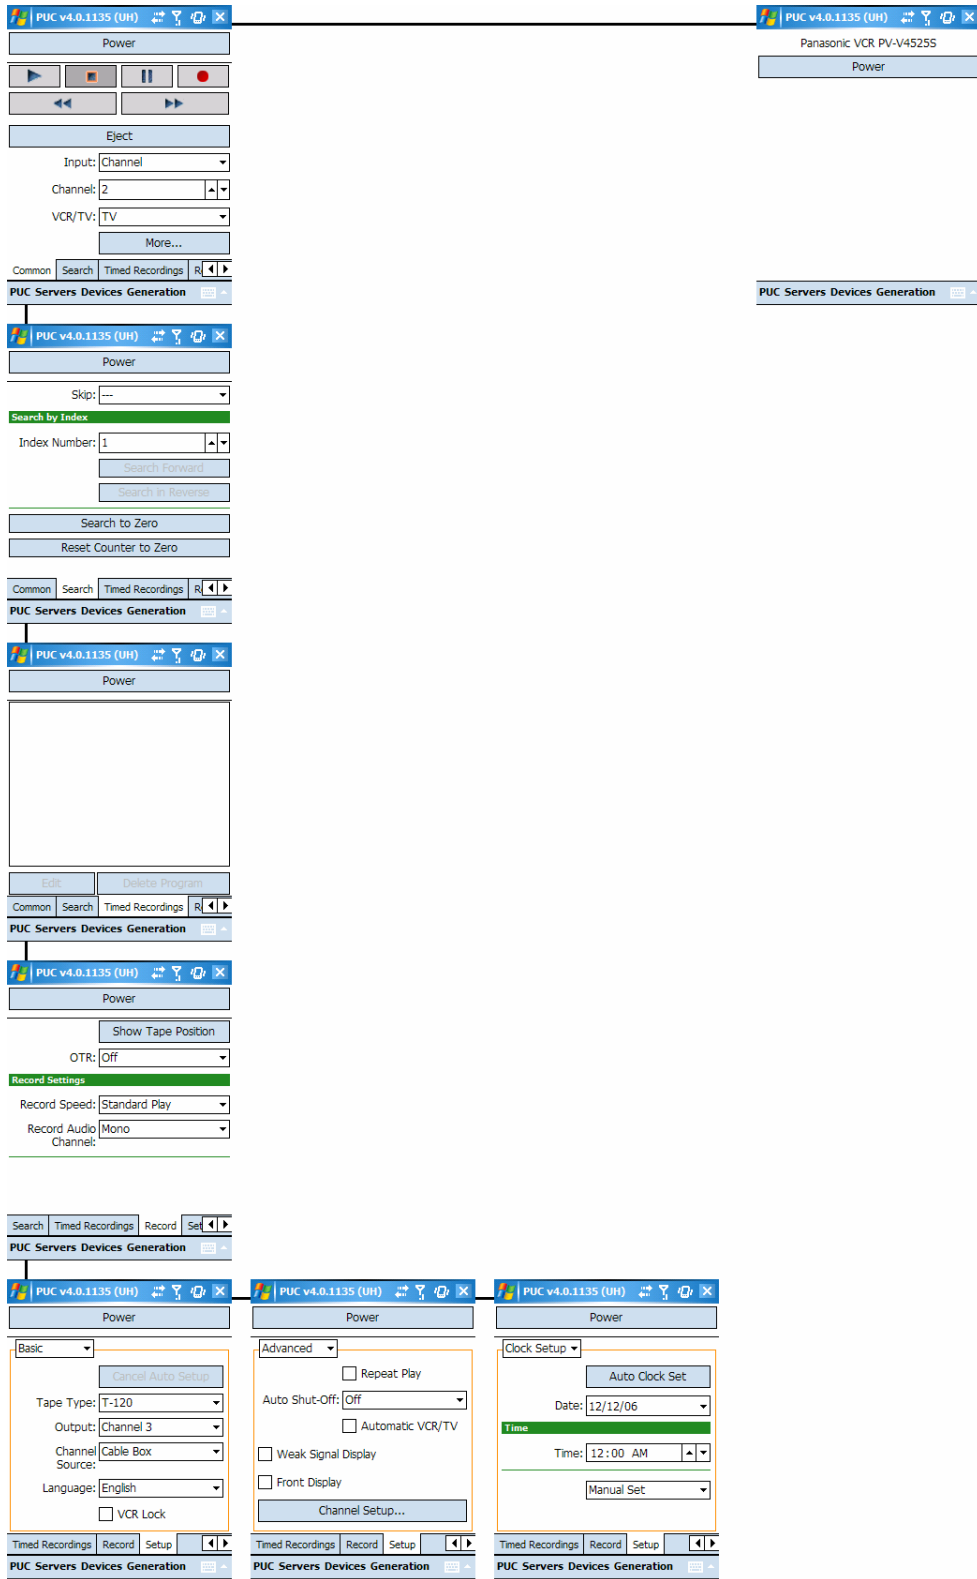 PUC v4.0.1135 (UH)
Power
Eject
Input: Channel
Channel: 2
VCR/TV: TV
More...
Common Search Timed Recordings R
PUC Servers Devices Generation
PUC v4.0.1135 (UH)
Panasonic VCR PV-V4525S
Power
PUC Servers Devices Generation
PUC v4.0.1135 (UH)
Power
Skip: ---
Search by Index
Index Number: 1
Search Forward
Search in Reverse
Search to Zero
Reset Counter to Zero
Common Search Timed Recordings R
PUC Servers Devices Generation
PUC v4.0.1135 (UH)
Power
Edit Delete Program
Common Search Timed Recordings R
PUC Servers Devices Generation
PUC v4.0.1135 (UH)
Power
Show Tape Position
OTR: Off
Record Settings
Record Speed: Standard Play
Record Audio Mono
Channel:
Search Timed Recordings Record Set
PUC Servers Devices Generation
PUC v4.0.1135 (UH)
Power
Basic
Cancel Auto Setup
Tape Type: T-120
Output: Channel 3
Channel Cable Box
Source:
Language: English
VCR Lock
Timed Recordings Record Setup
PUC Servers Devices Generation
PUC v4.0.1135 (UH)
Power
Advanced
Repeat Play
Auto Shut-Off: Off
Automatic VCR/TV
Weak Signal Display
Front Display
Channel Setup...
Timed Recordings Record Setup
PUC Servers Devices Generation
PUC v4.0.1135 (UH)
Power
Clock Setup
Auto Clock Set
Date: 12/12/06
Time
Time: 12:00 AM
Manual Set
Timed Recordings Record Setup
PUC Servers Devices Generation